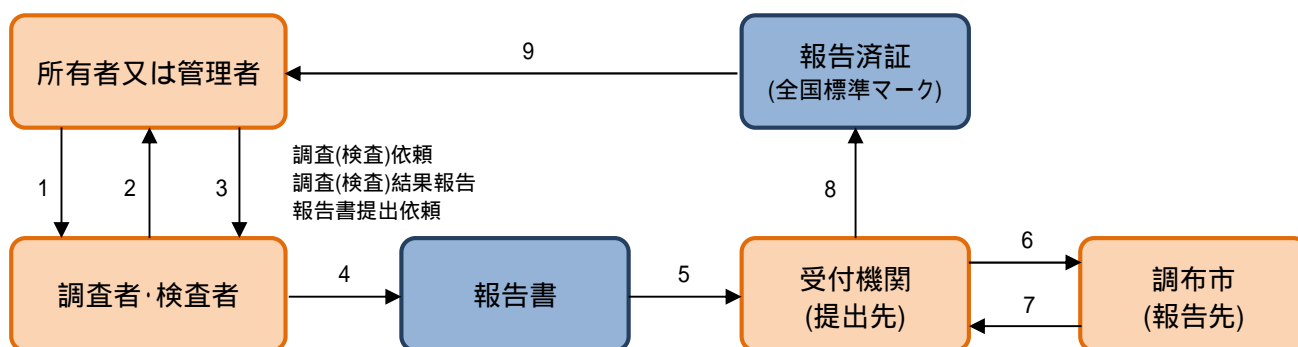 所有者又は管理者
9
報告済証
(全国標準マーク)
1
2
3
調査(検査)依頼
調査(検査)結果報告
報告書提出依頼
8
調査者·検査者
4
報告書
5
受付機関
(提出先)
6
7
調布市
(報告先)